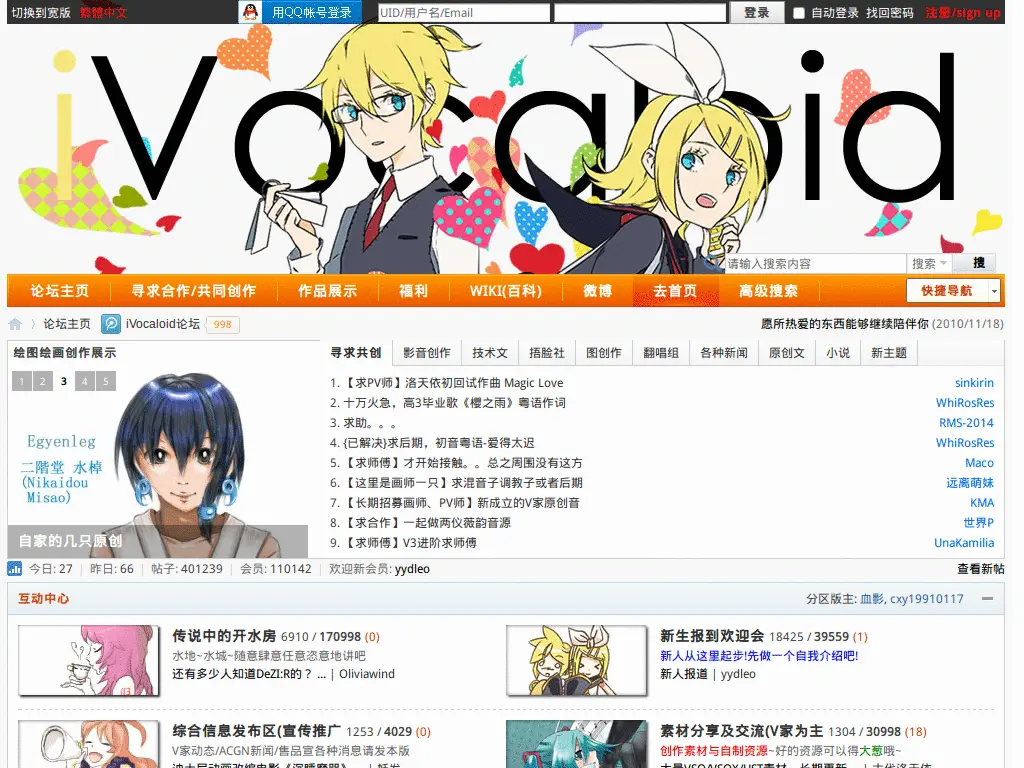 切换到宽版 繁體中文 用QQ帐号登录 UID/用户名/Email 登录 自动登录 找回密码 注册/sign up
iVocaloid
请输入搜索内容 搜索 搜
论坛主页 寻求合作/共同创作 作品展示 福利 WIKI(百科) 微博 去首页 高级搜索 快捷导航
论坛主页 iVocaloid论坛 998 愿所热爱的东西能够继续陪伴你 (2010/11/18)
绘图绘画创作展示 寻求共创 影音创作 技术文 捂脸社 图创作 翻唱组 各种新闻 原创文 小说 新主题
1 2 3 4 5
Egyenleg
二階堂 水棹
(Nikaidou
Misao)
自家的几只原创
1. 【求PV师】洛天依初回试作曲 Magic Love sinkirin
2. 十万火急，高3毕业歌《樱之雨》粤语作词 WhiRosRes
3. 求助。。。 RMS-2014
4. {已解决}求后期，初音粤语-爱得太迟 WhiRosRes
5. 【求师傅】才开始接触。。总之周围没有这方 Maco
6. 【这里是画师一只】求混音子调教子或者后期 远离萌妹
7. 【长期招募画师、PV师】新成立的V家原创音 KMA
8. 【求合作】一起做两仪薇韵音源 世界P
9. 【求师傅】V3进阶求师傅 UnaKamilia
今日: 27 | 昨日: 66 | 帖子: 401239 | 会员: 110142 | 欢迎新会员: yydleo 查看新帖
互动中心 分区版主: 血影, cxy19910117
传说中的开水房 6910 / 170998 (0)
水地~水城~随意肆意任意恣意地讲吧
还有多少人知道DeZI:R的？ ... | Oliviawind
新生报到欢迎会 18425 / 39559 (1)
新人从这里起步!先做一个自我介绍吧!
新人报道 | yydleo
综合信息发布区(宣传推广 1253 / 4029 (0)
V家动态/ACGN新闻/售品宣各种消息请发本版
素材分享及交流(V家为主 1304 / 30998 (18)
创作素材与自制资源~好的资源可以得大葱哦~